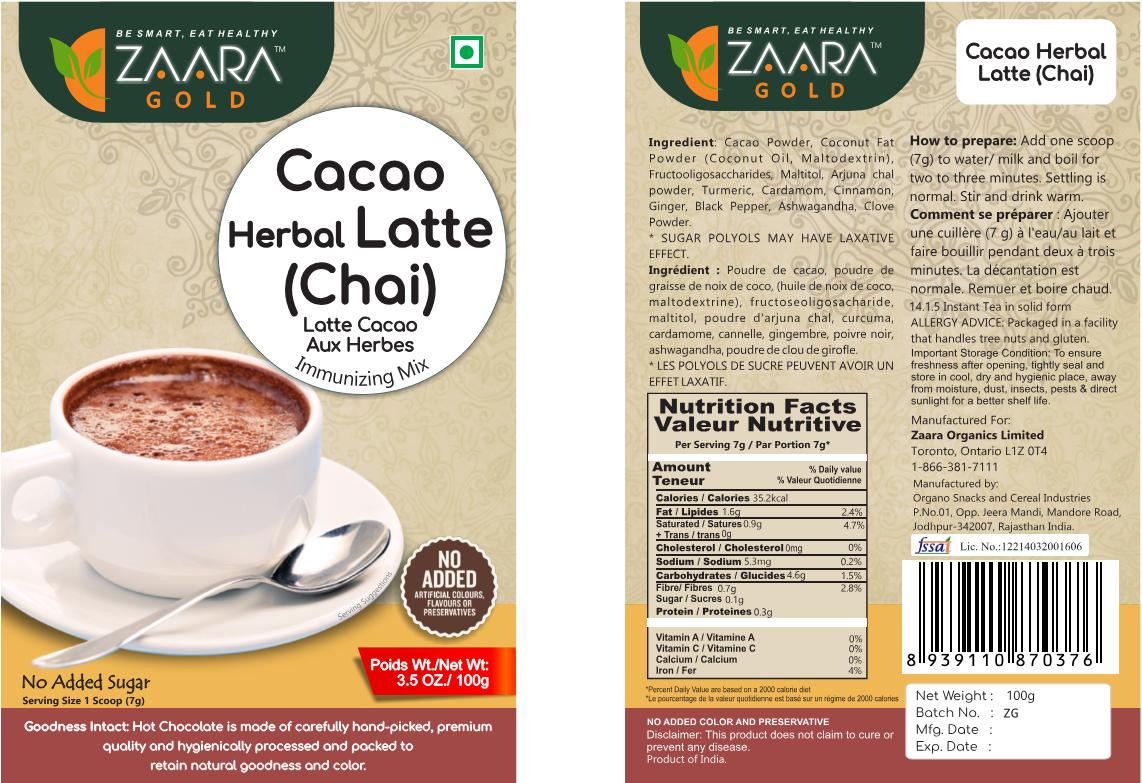 BE SMART, EAT HEALTHY
ZAARA™
GOLD
Cacao
Herbal Latte
(Chai)
Latte Cacao
Aux Herbes
Immunizing Mix
NO
ADDED
ARTIFICIAL COLOURS,
FLAVOURS OR
PRESERVATIVES
Serving Suggestions
Poids Wt./Net Wt:
3.5 OZ./ 100g
No Added Sugar
Serving Size 1 Scoop (7g)
Goodness Intact: Hot Chocolate is made of carefully hand-picked, premium
quality and hygienically processed and packed to
retain natural goodness and color.
BE SMART, EAT HEALTHY
ZAARA™
GOLD
Cacao Herbal
Latte (Chai)
Ingredient: Cacao Powder, Coconut Fat
Powder (Coconut Oil, Maltodextrin),
Fructooligosaccharides, Maltitol, Arjuna chal
powder, Turmeric, Cardamom, Cinnamon,
Ginger, Black Pepper, Ashwagandha, Clove
Powder.
* SUGAR POLYOLS MAY HAVE LAXATIVE
EFFECT.
Ingrédient : Poudre de cacao, poudre de
graisse de noix de coco, (huile de noix de coco,
maltodextrine), fructoseoligosacharide,
maltitol, poudre d'arjuna chal, curcuma,
cardamome, cannelle, gingembre, poivre noir,
ashwagandha, poudre de clou de girofle.
* LES POLYOLS DE SUCRE PEUVENT AVOIR UN
EFFET LAXATIF.
Nutrition Facts
Valeur Nutritive
Per Serving 7g / Par Portion 7g*
Amount % Daily value
Teneur % Valeur Quotidienne
Calories / Calories 35.2kcal
Fat / Lipides 1.6g 2.4%
Saturated / Satures 0.9g 4.7%
+ Trans / trans 0g
Cholesterol / Cholesterol 0mg 0%
Sodium / Sodium 5.3mg 0.2%
Carbohydrates / Glucides 4.6g 1.5%
Fibre/ Fibres 0.7g 2.8%
Sugar / Sucres 0.1g
Protein / Proteines 0.3g
Vitamin A / Vitamine A 0%
Vitamin C / Vitamine C 0%
Calcium / Calcium 0%
Iron / Fer 4%
*Percent Daily Value are based on a 2000 calorie diet
*Le pourcentage de la valeur quotidienne est basé sur un régime de 2000 calories
NO ADDED COLOR AND PRESERVATIVE
Disclaimer: This product does not claim to cure or
prevent any disease.
Product of India.
How to prepare: Add one scoop
(7g) to water/ milk and boil for
two to three minutes. Settling is
normal. Stir and drink warm.
Comment se préparer : Ajouter
une cuillère (7 g) à l'eau/au lait et
faire bouillir pendant deux à trois
minutes. La décantation est
normale. Remuer et boire chaud.
14.1.5 Instant Tea in solid form
ALLERGY ADVICE: Packaged in a facility
that handles tree nuts and gluten.
Important Storage Condition: To ensure
freshness after opening, tightly seal and
store in cool, dry and hygienic place, away
from moisture, dust, insects, pests & direct
sunlight for a better shelf life.
Manufactured For:
Zaara Organics Limited
Toronto, Ontario L1Z 0T4
1-866-381-7111
Manufactured by:
Organo Snacks and Cereal Industries
P.No.01, Opp. Jeera Mandi, Mandore Road,
Jodhpur-342007, Rajasthan India.
fssai Lic. No.:12214032001606
8 939110 870376
Net Weight : 100g
Batch No. : ZG
Mfg. Date :
Exp. Date :